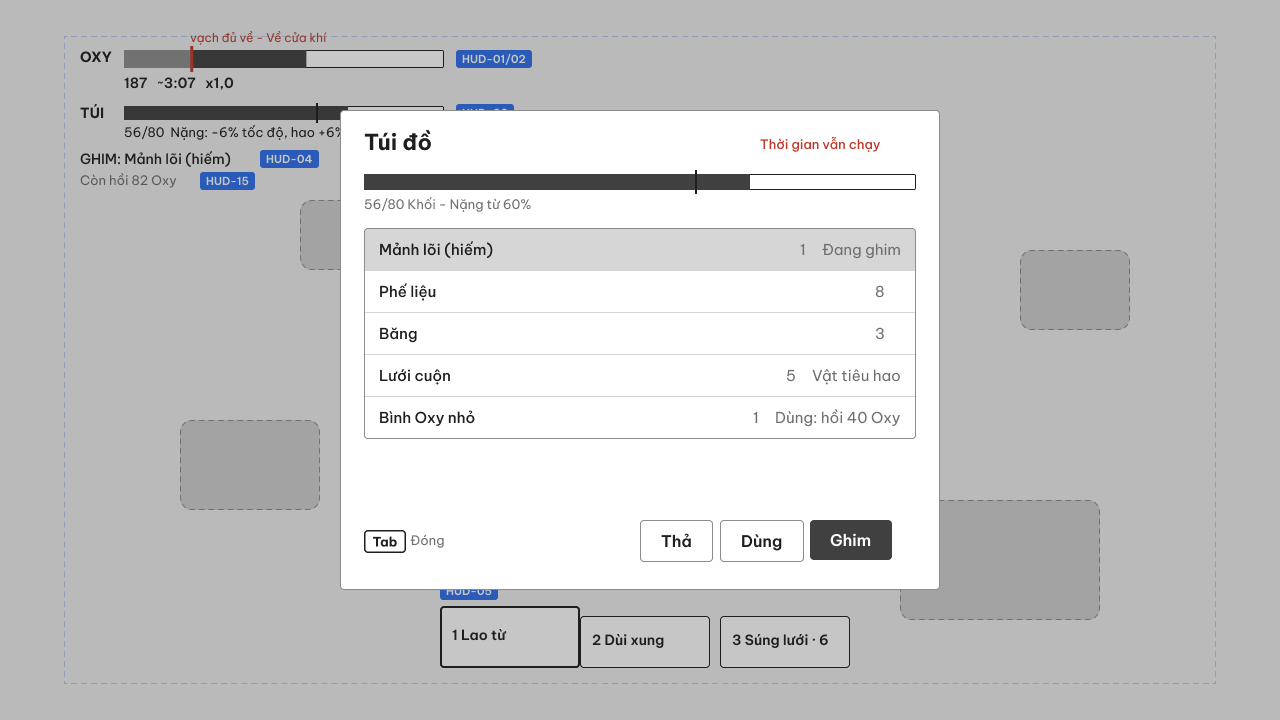 vạch đủ về - Về cửa khí
OXY
HUD-01/02
187 ~3:07 x1,0
TÚI
56/80 Nặng: -6% tốc độ, hao +6%
GHIM: Mảnh lõi (hiếm)
HUD-04
Còn hồi 82 Oxy
HUD-15
Túi đồ
Thời gian vẫn chạy
56/80 Khối - Nặng từ 60%
Mảnh lõi (hiếm) 1 Đang ghim
Phế liệu 8
Băng 3
Lưới cuộn 5 Vật tiêu hao
Bình Oxy nhỏ 1 Dùng: hồi 40 Oxy
Tab Đóng
Thả
Dùng
Ghim
HUD-05
1 Lao từ
2 Dùi xung
3 Súng lưới · 6